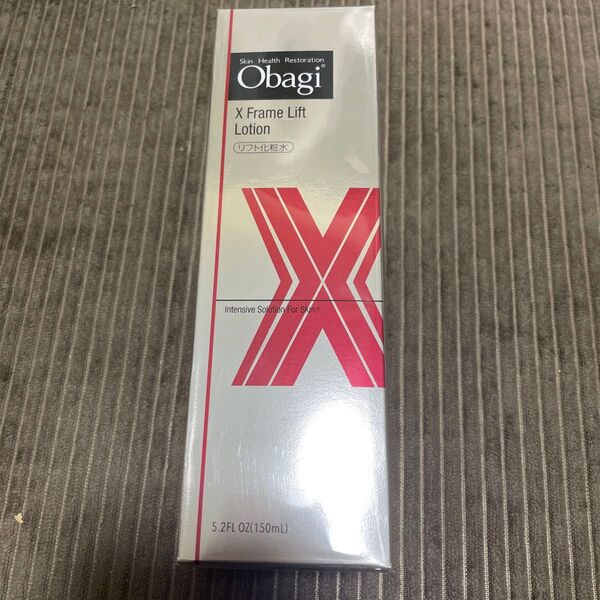 Skin Health Restoration
Obagi®
X Frame Lift
Lotion
リフト化粧水
X
Intensive Solution For Skin®
5.2FL OZ(150mL)